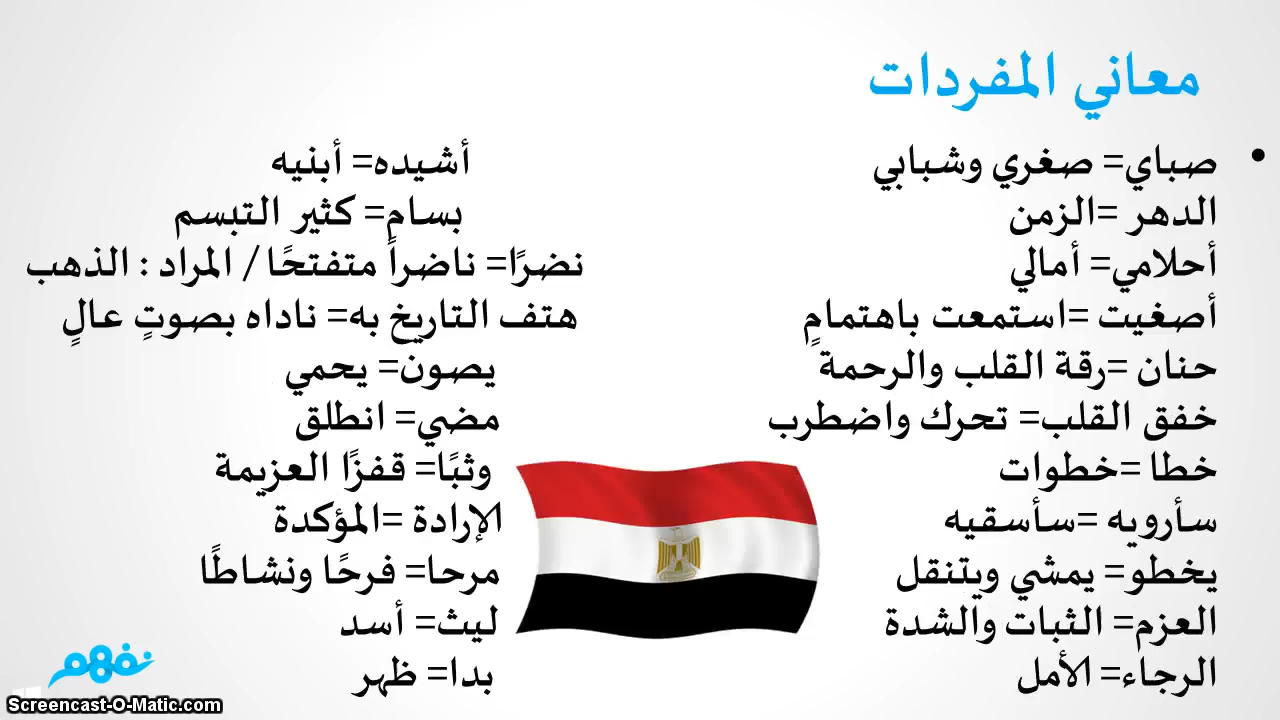 معاني المفردات
• صباي= صغري وشبابي
الدهر =الزمن
أحلامي= أمالي
أصغيت =استمعت باهتمامٍ
حنان =رقة القلب والرحمة
خفق القلب= تحرك واضطرب
خطا =خطوات
سأرويه =سأسقيه
يخطو= يمشي ويتنقل
العزم= الثبات والشدة
الرجاء= الأمل
أشيده= أبنيه
بسام= كثير التبسم
نضرًا= ناضراً متفتحًا/ المراد : الذهب
هتف التاريخ به= ناداه بصوتٍ عالٍ
يصون= يحمي
مضي= انطلق
وثبًا= قفزًا العزيمة
الإرادة =المؤكدة
مرحا= فرحًا ونشاطًا
ليث= أسد
بدا= ظهر
نفهم
Screencast-O-Matic.com